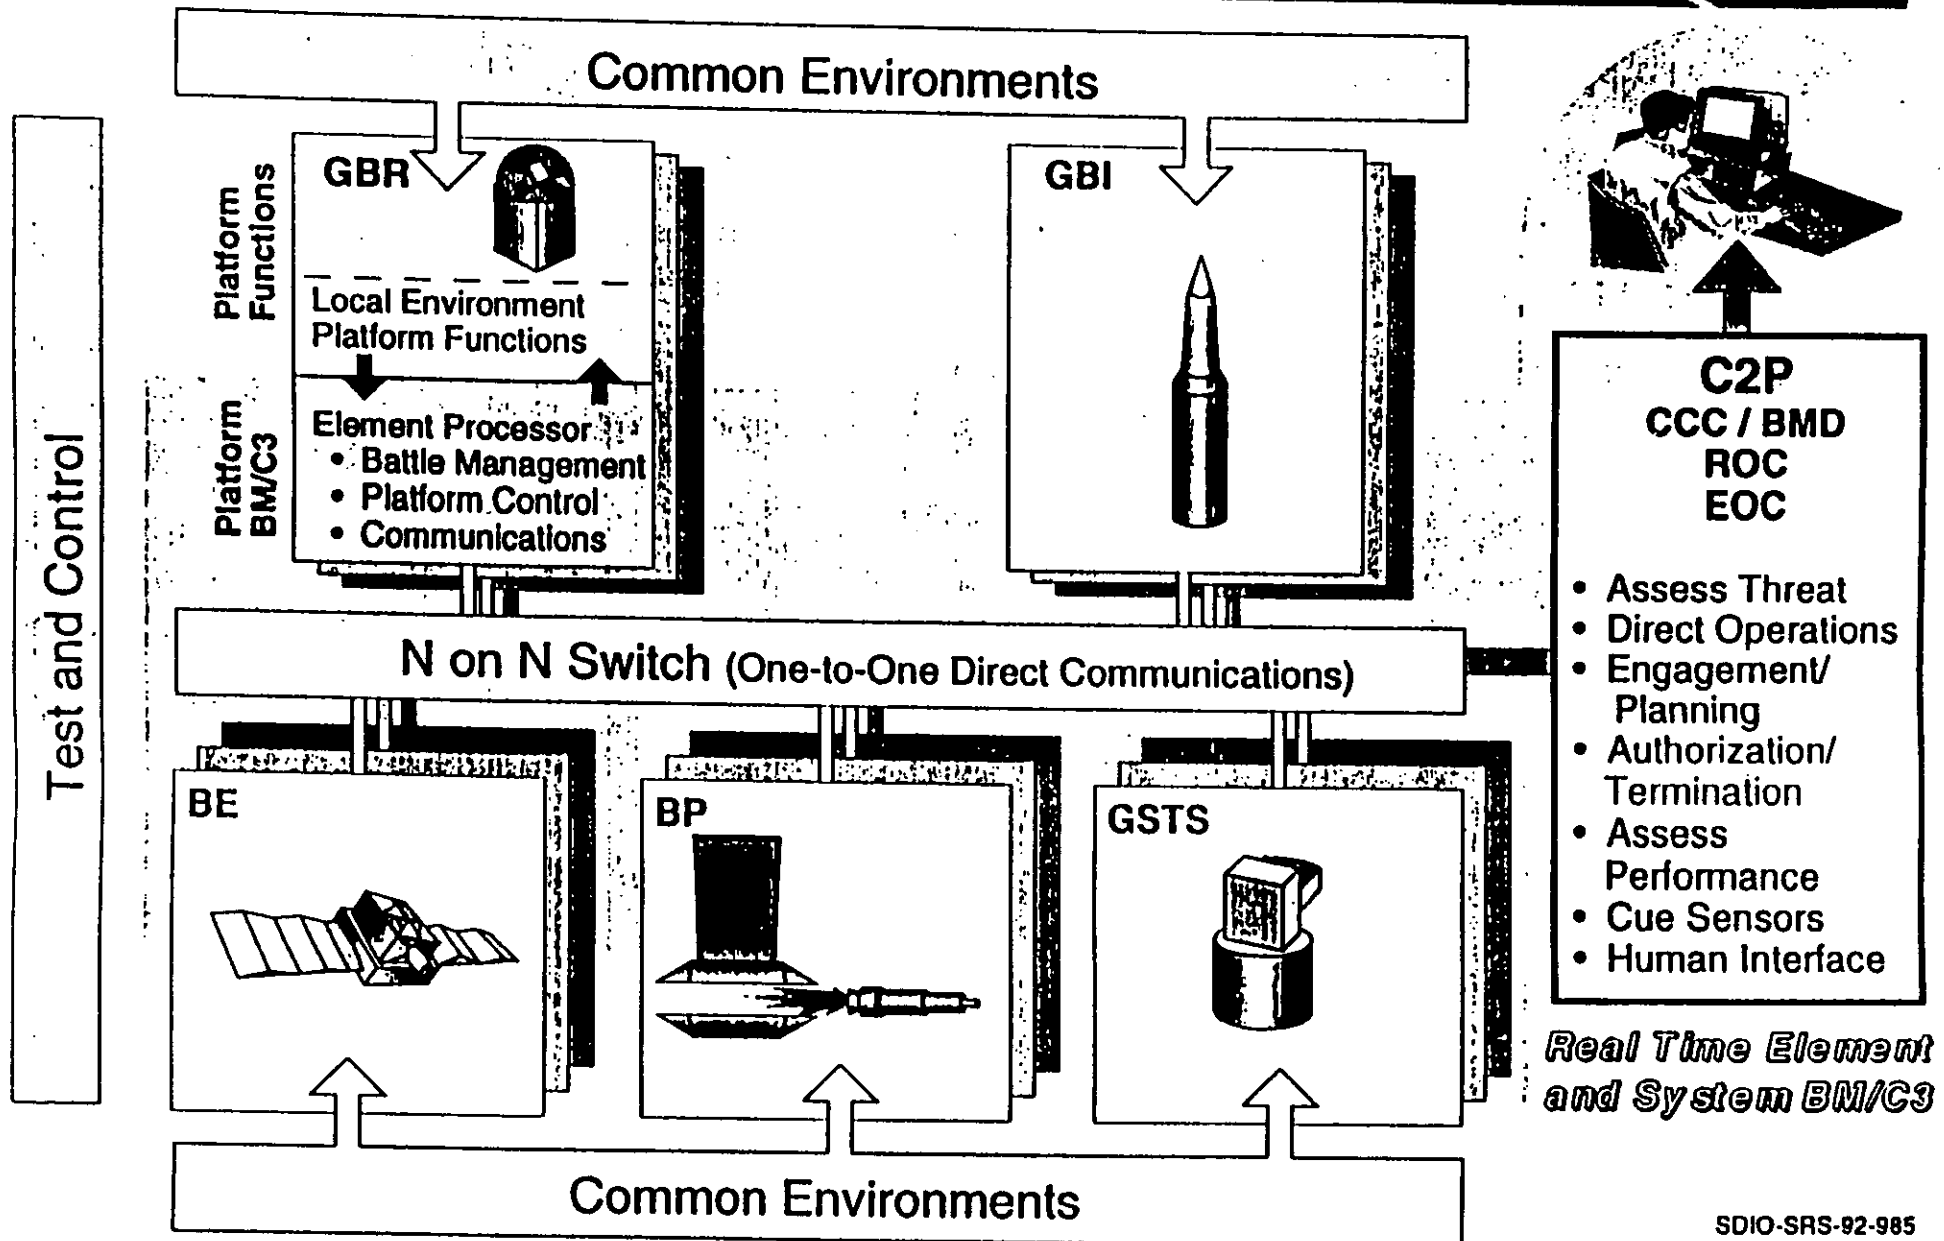 Common Environments
Test and Control
Platform
Functions
Platform
BM/C3
GBR
Local Environment
Platform Functions
Element Processor
• Battle Management
• Platform Control
• Communications
GBI
N on N Switch (One-to-One Direct Communications)
BE
BP
GSTS
Common Environments
C2P
CCC / BMD
ROC
EOC
• Assess Threat
• Direct Operations
• Engagement/
Planning
• Authorization/
Termination
• Assess
Performance
• Cue Sensors
• Human Interface
Real Time Element
and System BM/C3
SDIO-SRS-92-985